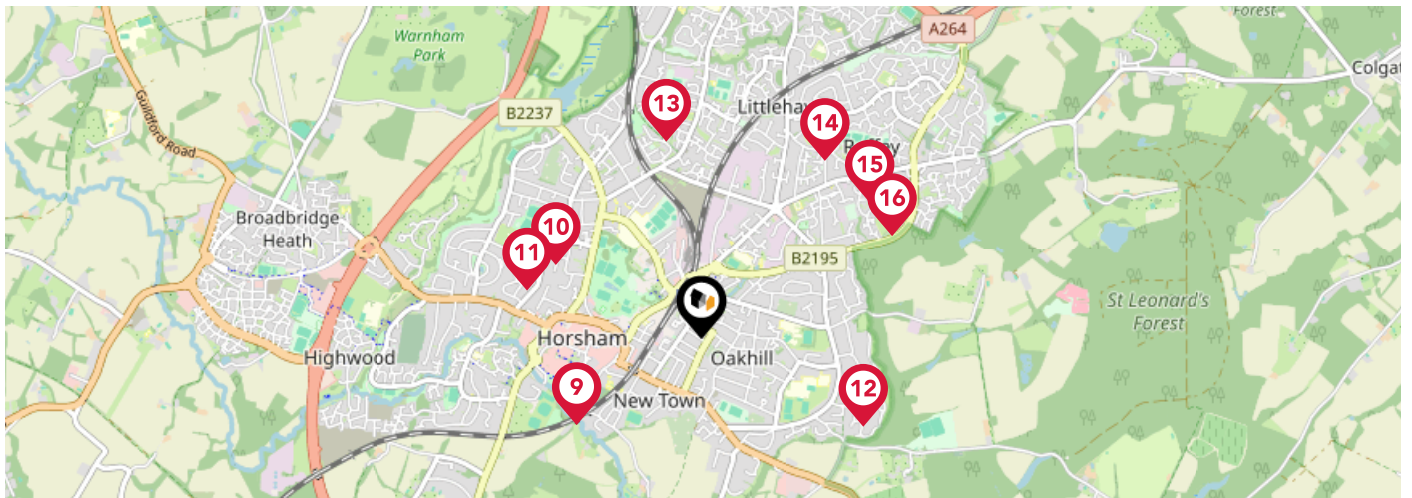 Forest
A264
Warnham
Park
Colgat
13
Littlehav
B2237
14
Guildford Road
15
16
Broadbridge
Heath
10
11
B2195
St Leonard's
Forest
Horsham
Highwood
Oakhill
9
New Town
12